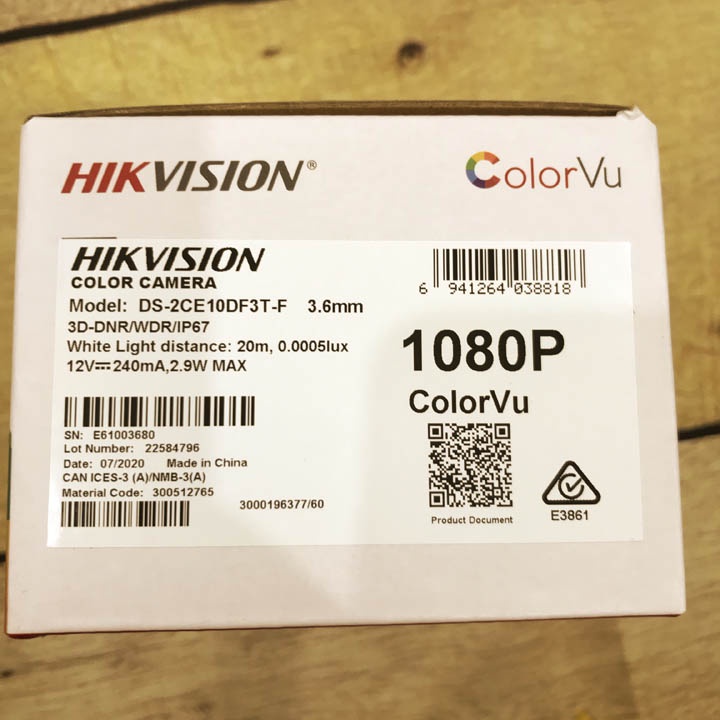 HIKVISION®
ColorVu
HIKVISION
COLOR CAMERA
Model: DS-2CE10DF3T-F 3.6mm
3D-DNR/WDR/IP67
White Light distance: 20m, 0.0005lux
12V⎓240mA,2.9W MAX
6 941264 038818
1080P
ColorVu
SN: E61003680
Lot Number: 22584796
Date: 07/2020 Made in China
CAN ICES-3 (A)/NMB-3(A)
Material Code: 300512765
3000196377/60
Product Document
E3861